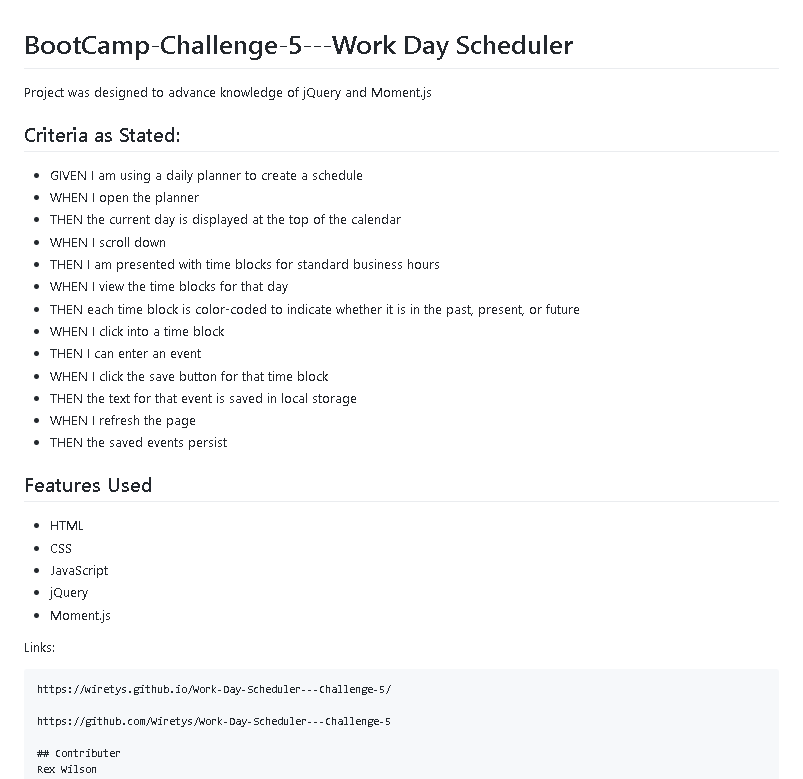 BootCamp-Challenge-5---Work Day Scheduler
Project was designed to advance knowledge of jQuery and Moment.js
Criteria as Stated:
GIVEN I am using a daily planner to create a schedule
WHEN I open the planner
THEN the current day is displayed at the top of the calendar
WHEN I scroll down
THEN I am presented with time blocks for standard business hours
WHEN I view the time blocks for that day
THEN each time block is color-coded to indicate whether it is in the past, present, or future
WHEN I click into a time block
THEN I can enter an event
WHEN I click the save button for that time block
THEN the text for that event is saved in local storage
WHEN I refresh the page
THEN the saved events persist
Features Used
HTML
CSS
JavaScript
jQuery
Moment.js
Links:
https://wiretys.github.io/Work-Day-Scheduler---Challenge-5/
https://github.com/Wiretys/Work-Day-Scheduler---Challenge-5
## Contributer
Rex Wilson